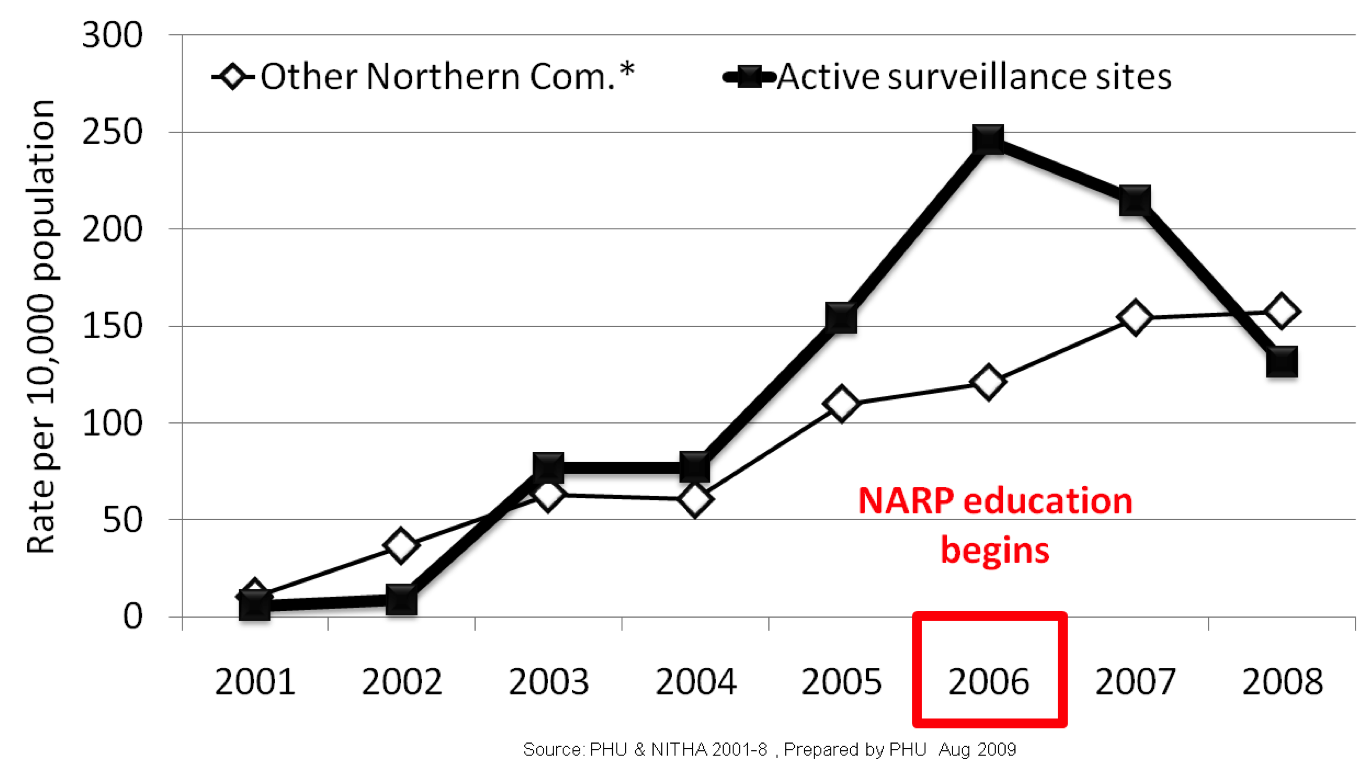 300
Other Northern Com.*
Active surveillance sites
250
200
150
100
50
0
Rate per 10,000 population
NARP education
begins
2001 2002 2003 2004 2005 2006 2007 2008
Source: PHU & NITHA 2001-8 , Prepared by PHU Aug 2009